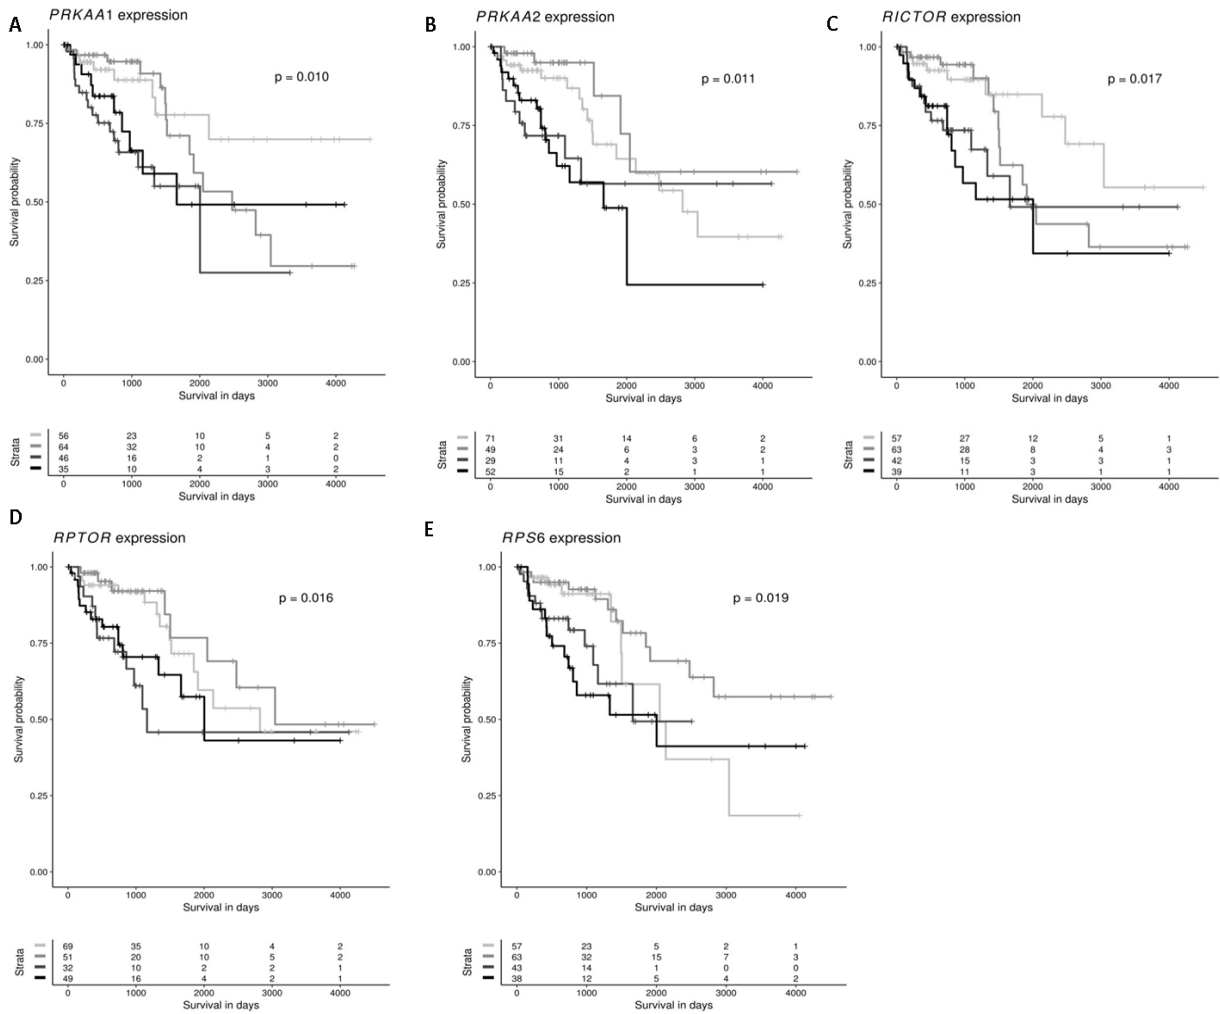 A
PRKAA1 expression
1.00
0.75
0.50
0.25
0.00
Survival probability
p = 0.010
0 1000 2000 3000 4000
Survival in days
Strata
56 23 10 5 2
64 32 10 4 2
46 16 2 1 0
35 10 4 3 2
0 1000 2000 3000 4000
Survival in days
B
PRKAA2 expression
1.00
0.75
0.50
0.25
0.00
Survival probability
p = 0.011
0 1000 2000 3000 4000
Survival in days
Strata
71 31 14 6 2
49 24 6 3 2
29 11 4 3 1
52 15 2 1 1
0 1000 2000 3000 4000
Survival in days
C
RICTOR expression
1.00
0.75
0.50
0.25
0.00
Survival probability
p = 0.017
0 1000 2000 3000 4000
Survival in days
Strata
57 27 12 5 1
63 28 8 4 3
42 15 3 3 1
39 11 3 1 1
0 1000 2000 3000 4000
Survival in days
D
RPTOR expression
1.00
0.75
0.50
0.25
0.00
Survival probability
p = 0.016
0 1000 2000 3000 4000
Survival in days
Strata
69 35 10 4 2
51 20 10 5 2
32 10 2 2 1
49 16 4 2 1
0 1000 2000 3000 4000
Survival in days
E
RPS6 expression
1.00
0.75
0.50
0.25
0.00
Survival probability
p = 0.019
0 1000 2000 3000 4000
Survival in days
Strata
57 23 5 2 1
63 32 15 7 3
43 14 1 0 0
38 12 5 4 2
0 1000 2000 3000 4000
Survival in days